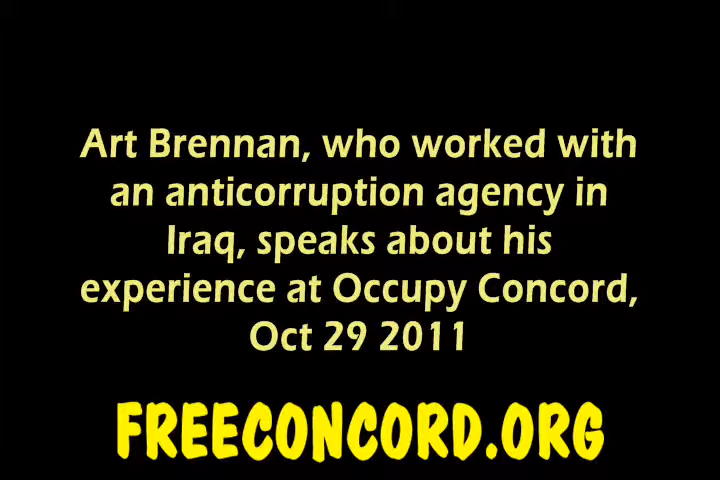 Art Brennan, who worked with
an anticorruption agency in
Iraq, speaks about his
experience at Occupy Concord,
Oct 29 2011
FREECONCORD.ORG